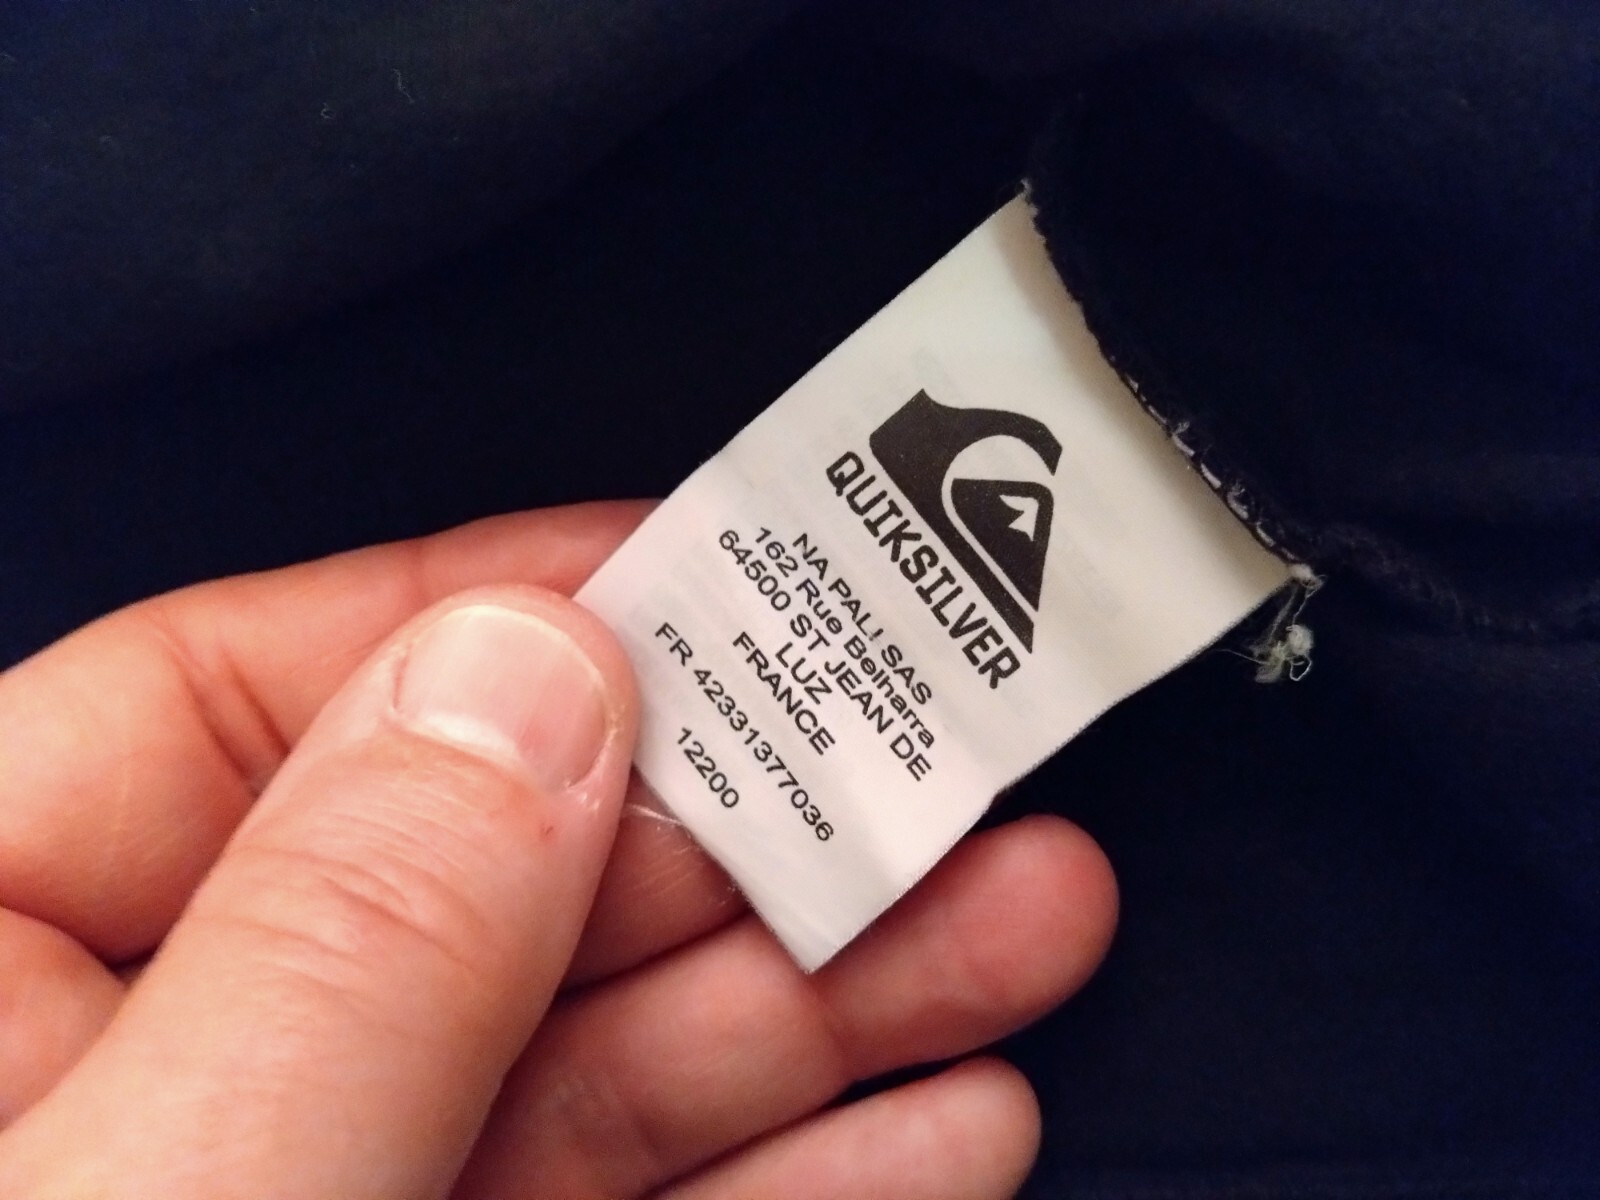 QUIKSILVER
NA PALI SAS
162 Rue Belharra
64500 ST JEAN DE
LUZ
FRANCE
FR 42331377036
12200